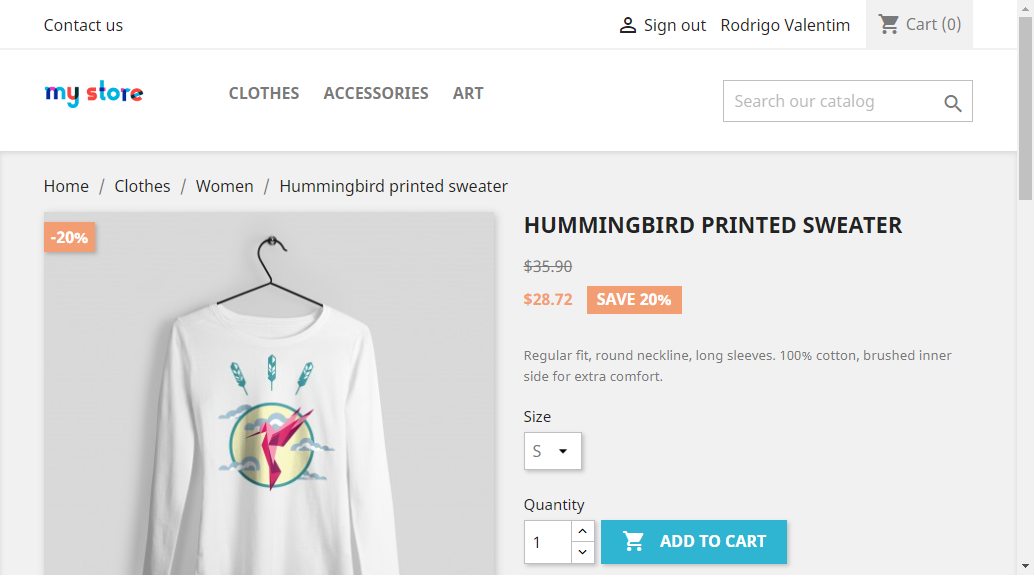 Contact us
Sign out Rodrigo Valentim Cart (0)
my store
CLOTHES ACCESSORIES ART
Search our catalog
Home / Clothes / Women / Hummingbird printed sweater
-20%
HUMMINGBIRD PRINTED SWEATER
$35.90
$28.72 SAVE 20%
Regular fit, round neckline, long sleeves. 100% cotton, brushed inner
side for extra comfort.
Size
S
Quantity
1
ADD TO CART